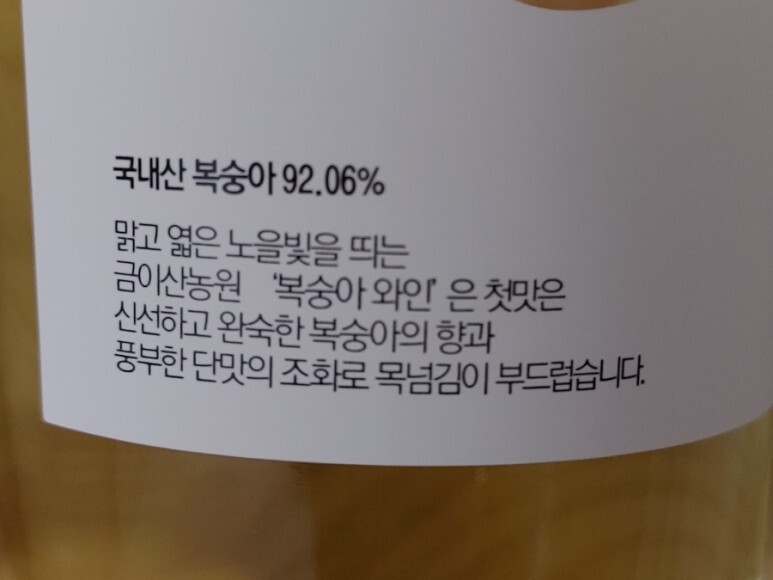 국내산 복숭아 92.06%
맑고 엷은 노을빛을 띄는
금이산농원 '복숭아 와인' 은 첫맛은
신선하고 완숙한 복숭아의 향과
풍부한 단맛의 조화로 목넘김이 부드럽습니다.